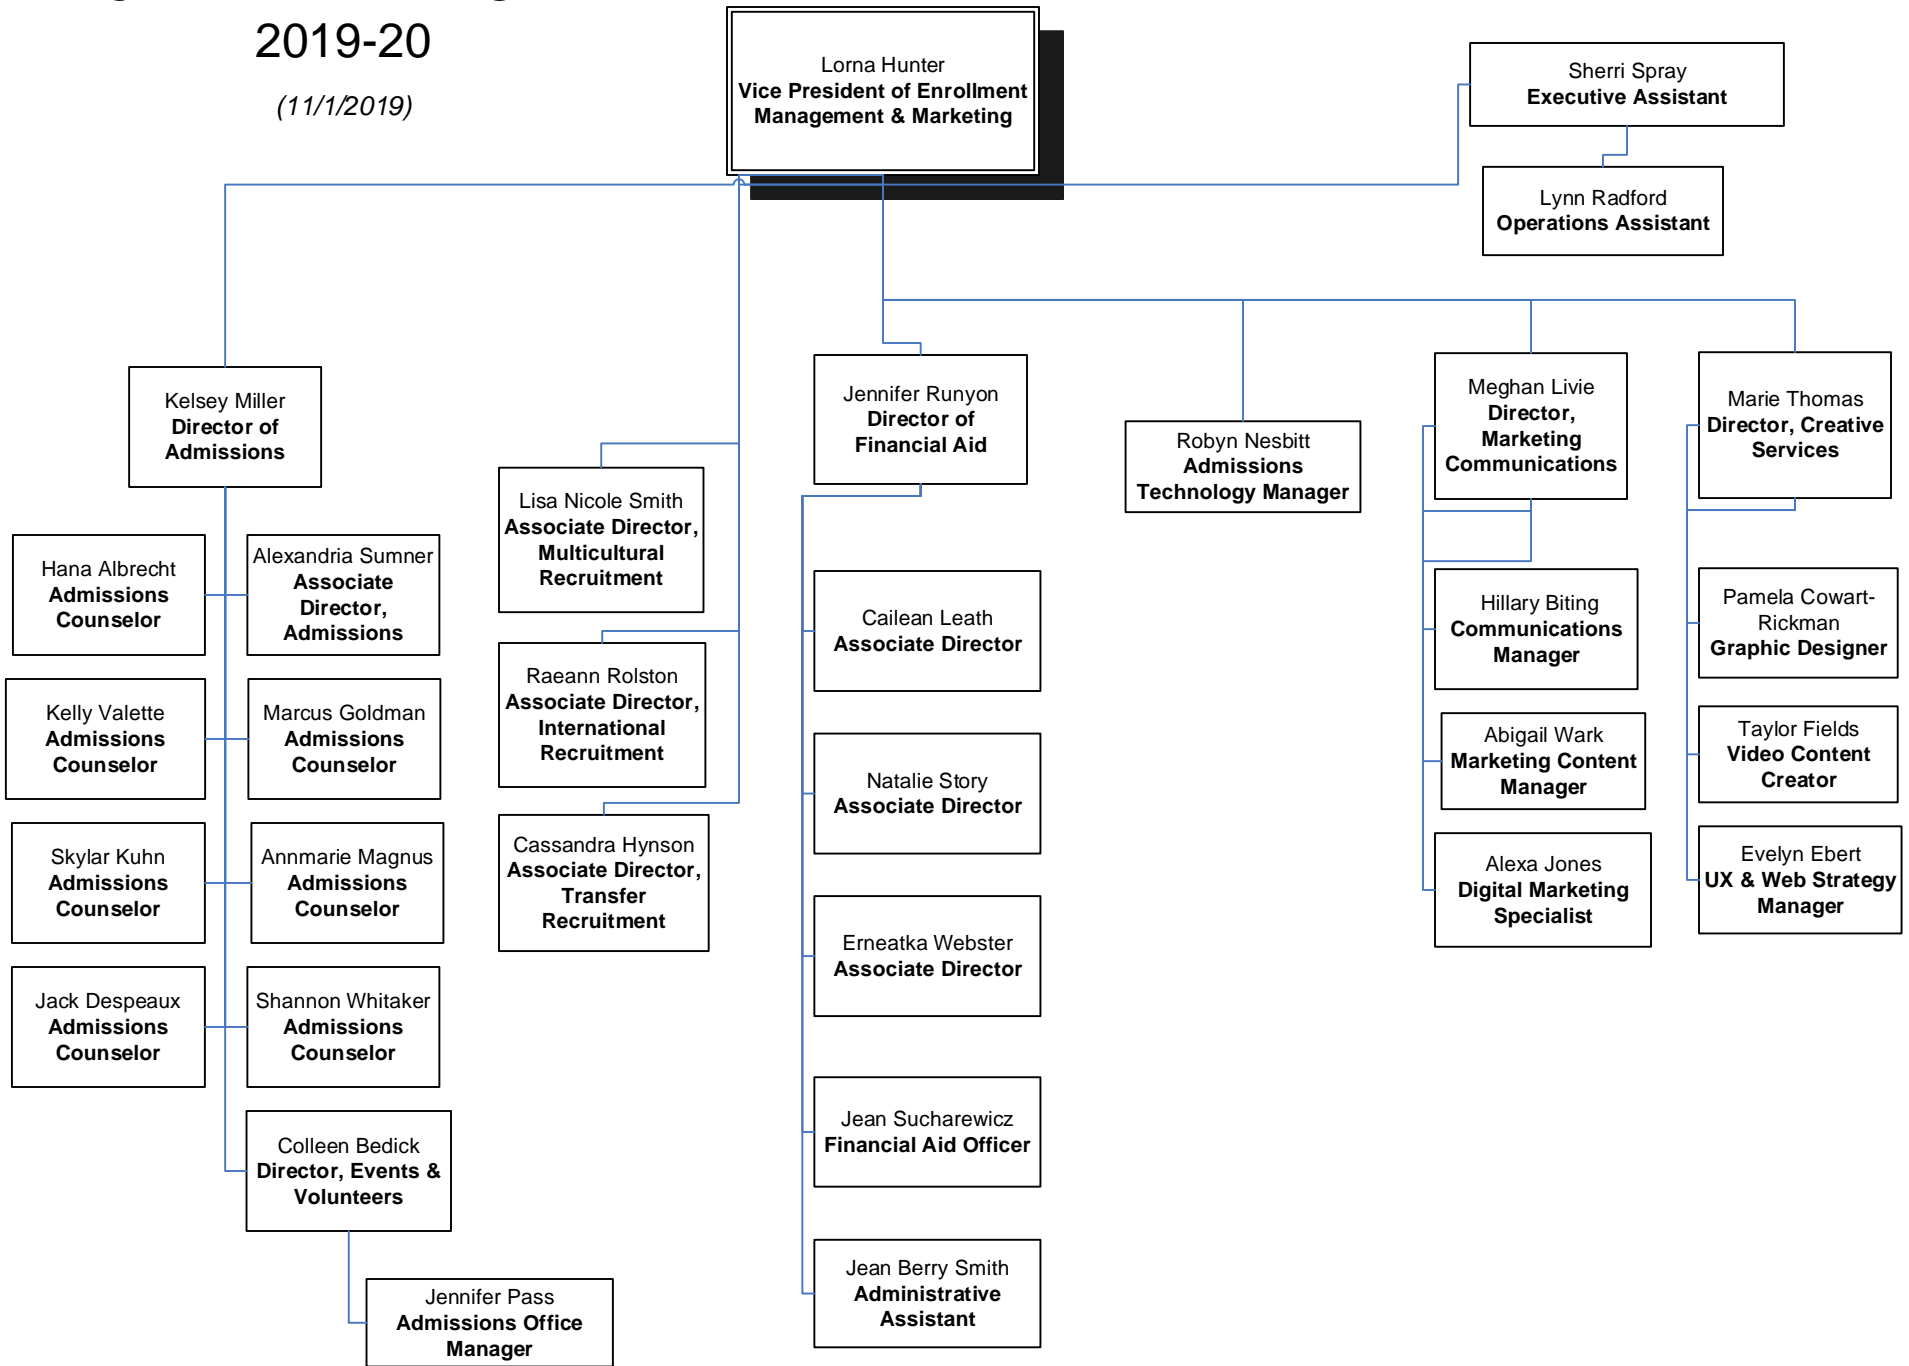 2019-20
(11/1/2019)
Lorna Hunter
Vice President of Enrollment
Management & Marketing
Sherri Spray
Executive Assistant
Lynn Radford
Operations Assistant
Kelsey Miller
Director of
Admissions
Hana Albrecht
Admissions
Counselor
Alexandria Sumner
Associate
Director,
Admissions
Kelly Valette
Admissions
Counselor
Marcus Goldman
Admissions
Counselor
Skylar Kuhn
Admissions
Counselor
Annmarie Magnus
Admissions
Counselor
Jack Despeaux
Admissions
Counselor
Shannon Whitaker
Admissions
Counselor
Colleen Bedick
Director, Events &
Volunteers
Jennifer Pass
Admissions Office
Manager
Lisa Nicole Smith
Associate Director,
Multicultural
Recruitment
Raeann Rolston
Associate Director,
International
Recruitment
Cassandra Hynson
Associate Director,
Transfer
Recruitment
Jennifer Runyon
Director of
Financial Aid
Cailean Leath
Associate Director
Natalie Story
Associate Director
Erneatka Webster
Associate Director
Jean Sucharewicz
Financial Aid Officer
Jean Berry Smith
Administrative
Assistant
Robyn Nesbitt
Admissions
Technology Manager
Meghan Livie
Director,
Marketing
Communications
Hillary Biting
Communications
Manager
Abigail Wark
Marketing Content
Manager
Alexa Jones
Digital Marketing
Specialist
Marie Thomas
Director, Creative
Services
Pamela Cowart-
Rickman
Graphic Designer
Taylor Fields
Video Content
Creator
Evelyn Ebert
UX & Web Strategy
Manager